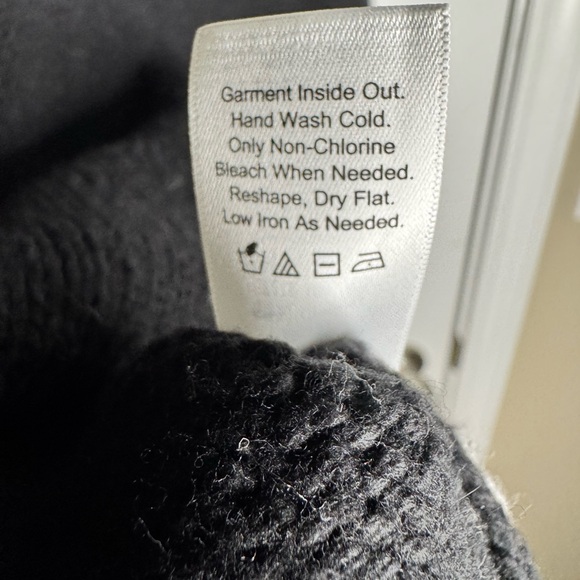 Garment Inside Out.
Hand Wash Cold.
Only Non-Chlorine
Bleach When Needed.
Reshape, Dry Flat.
Low Iron As Needed.